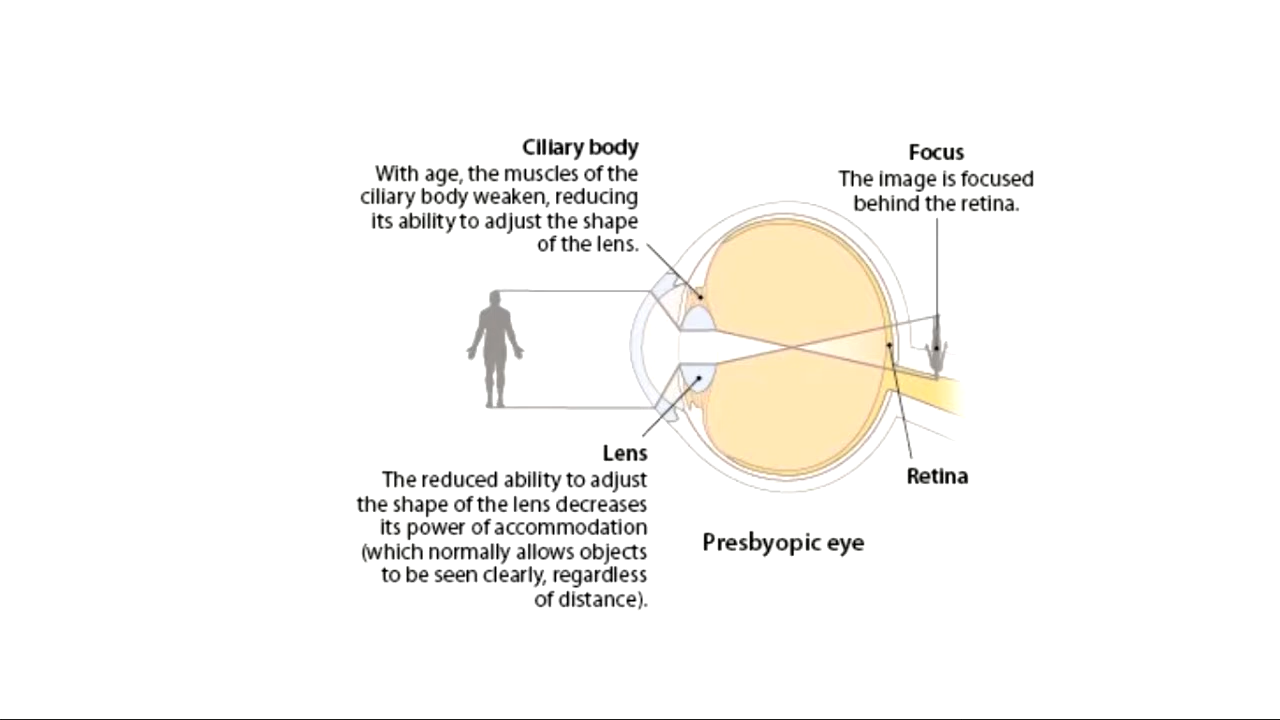 Ciliary body
With age, the muscles of the
ciliary body weaken, reducing
its ability to adjust the shape
of the lens.
Focus
The image is focused
behind the retina.
Lens
The reduced ability to adjust
the shape of the lens decreases
its power of accommodation
(which normally allows objects
to be seen clearly, regardless
of distance).
Retina
Presbyopic eye